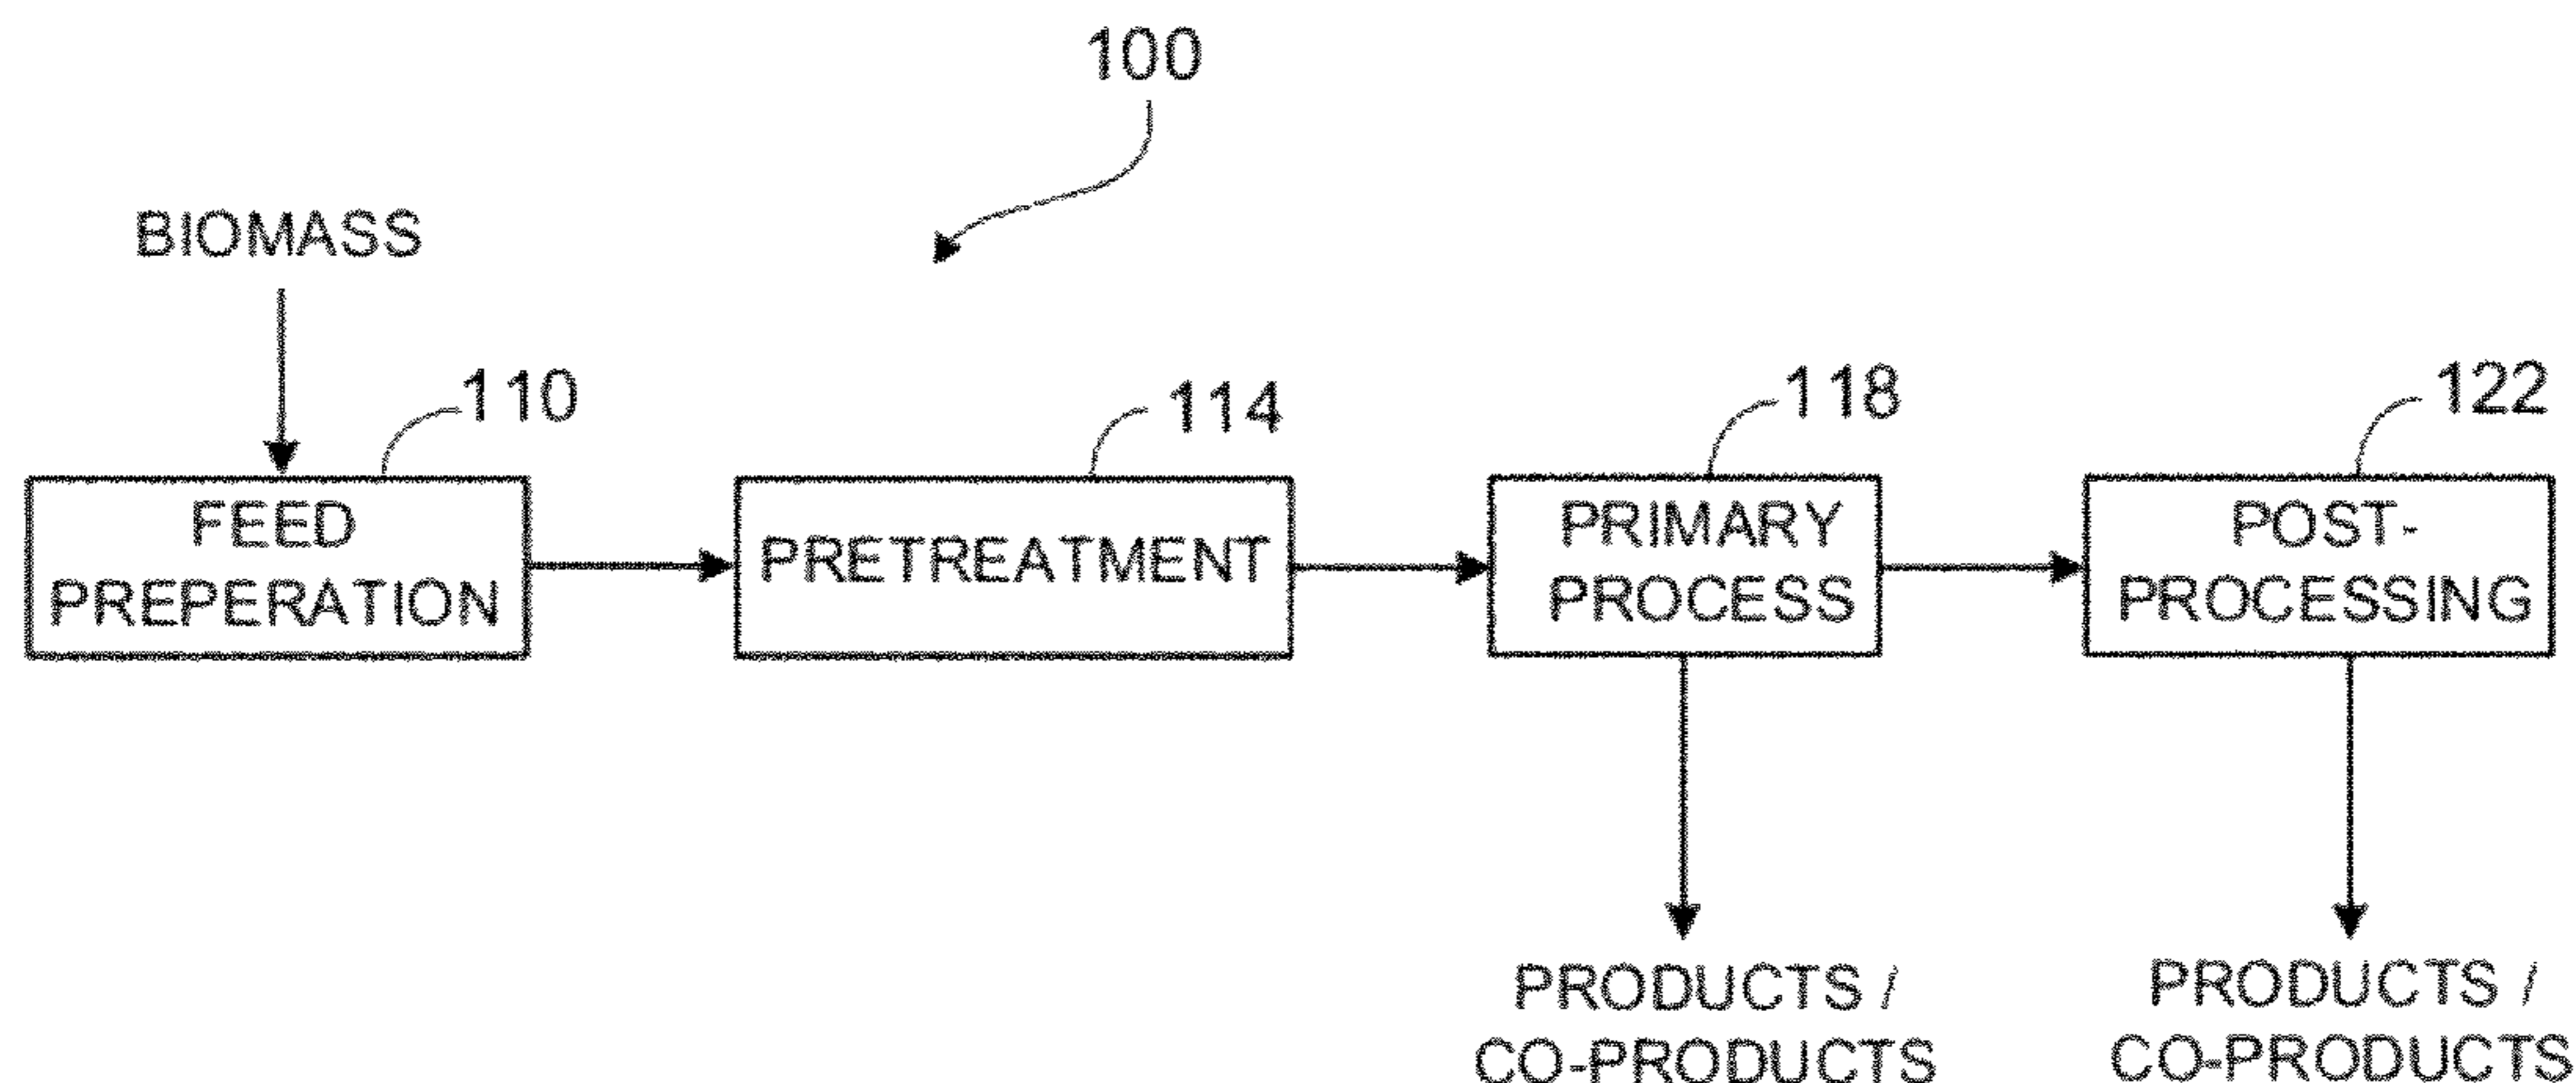 100
BIOMASS
110
114
118
122
FEED
PREPERATION
PRETREATMENT
PRIMARY
PROCESS
POST-
PROCESSING
PRODUCTS /
CO-PRODUCTS
PRODUCTS /
CO-PRODUCTS